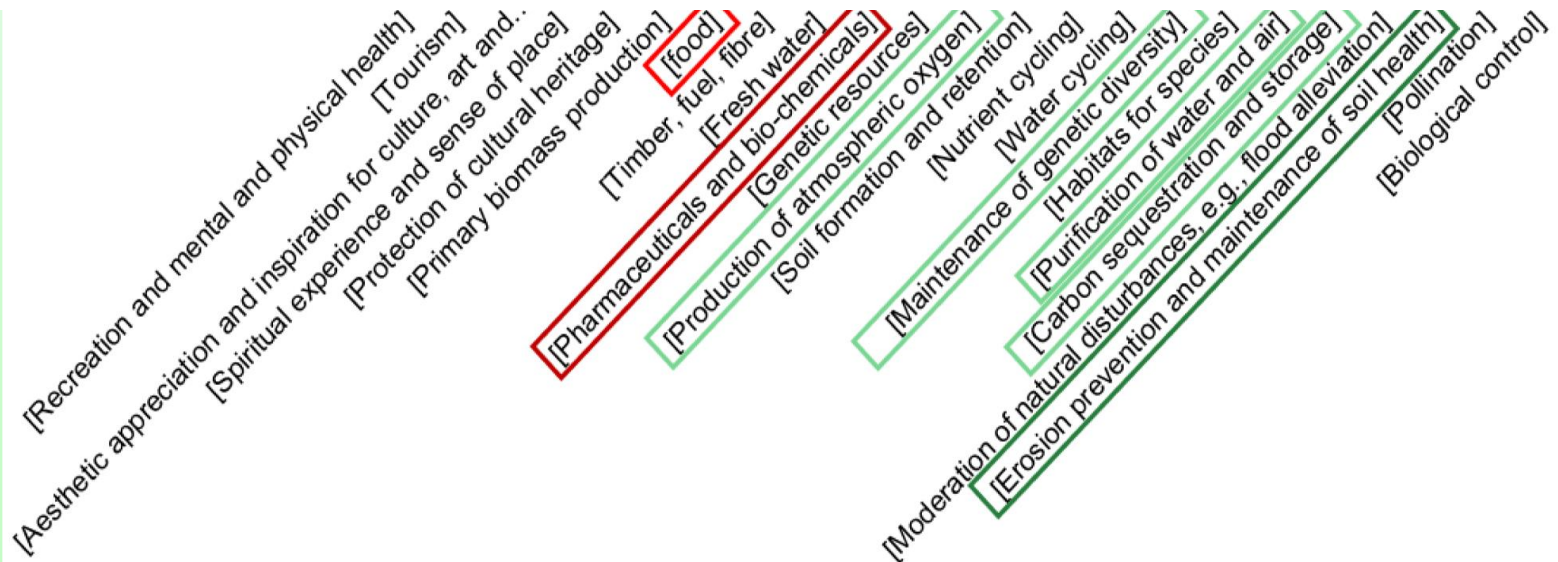 [Recreation and mental and physical health]
[Tourism]
[Aesthetic appreciation and inspiration for culture, art and…
[Spiritual experience and sense of place]
[Protection of cultural heritage]
[Primary biomass production]
[food]
[Timber, fuel, fibre]
[Fresh water]
[Pharmaceuticals and bio-chemicals]
[Genetic resources]
[Production of atmospheric oxygen]
[Soil formation and retention]
[Nutrient cycling]
[Water cycling]
[Maintenance of genetic diversity]
[Habitats for species]
[Purification of water and air]
[Carbon sequestration and storage]
[Moderation of natural disturbances, e.g., flood alleviation]
[Erosion prevention and maintenance of soil health]
[Pollination]
[Biological control]